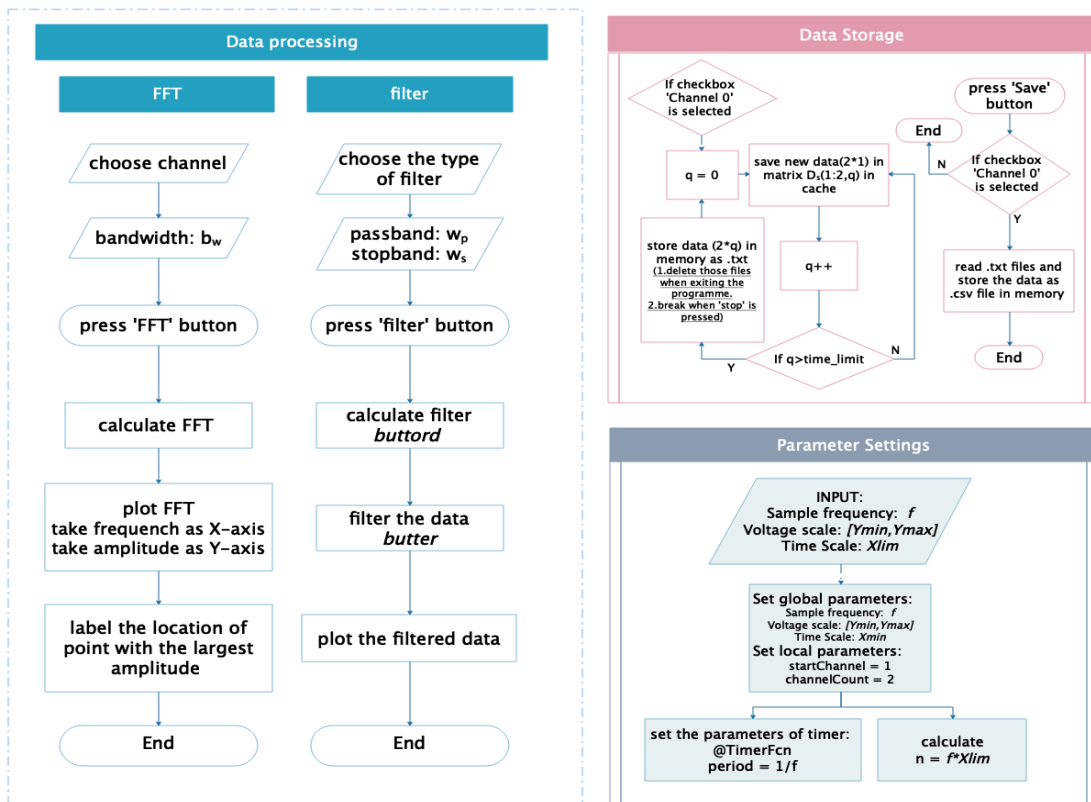 Data processing
FFT
choose channel
bandwidth: bw
press 'FFT' button
calculate FFT
plot FFT
take frequench as X-axis
take amplitude as Y-axis
label the location of
point with the largest
amplitude
End
filter
choose the type
of filter
passband: wp
stopband: ws
press 'filter' button
calculate filter
buttord
filter the data
butter
plot the filtered data
End
Data Storage
If checkbox
'Channel 0'
is selected
q = 0
save new data(2*1) in
matrix Ds(1:2,q) in
cache
q++
If q>time_limit
N
Y
store data (2*q) in
memory as .txt
(1.delete those files
when exiting the
programme.
2.break when 'stop' is
pressed)
press 'Save'
button
If checkbox
'Channel 0'
is selected
N
End
Y
read .txt files and
store the data as
.csv file in memory
End
Parameter Settings
INPUT:
Sample frequency: f
Voltage scale: [Ymin,Ymax]
Time Scale: Xlim
Set global parameters:
Sample frequency: f
Voltage scale: [Ymin,Ymax]
Time Scale: Xmin
Set local parameters:
startChannel = 1
channelCount = 2
set the parameters of timer:
@TimerFcn
period = 1/f
calculate
n = f*Xlim